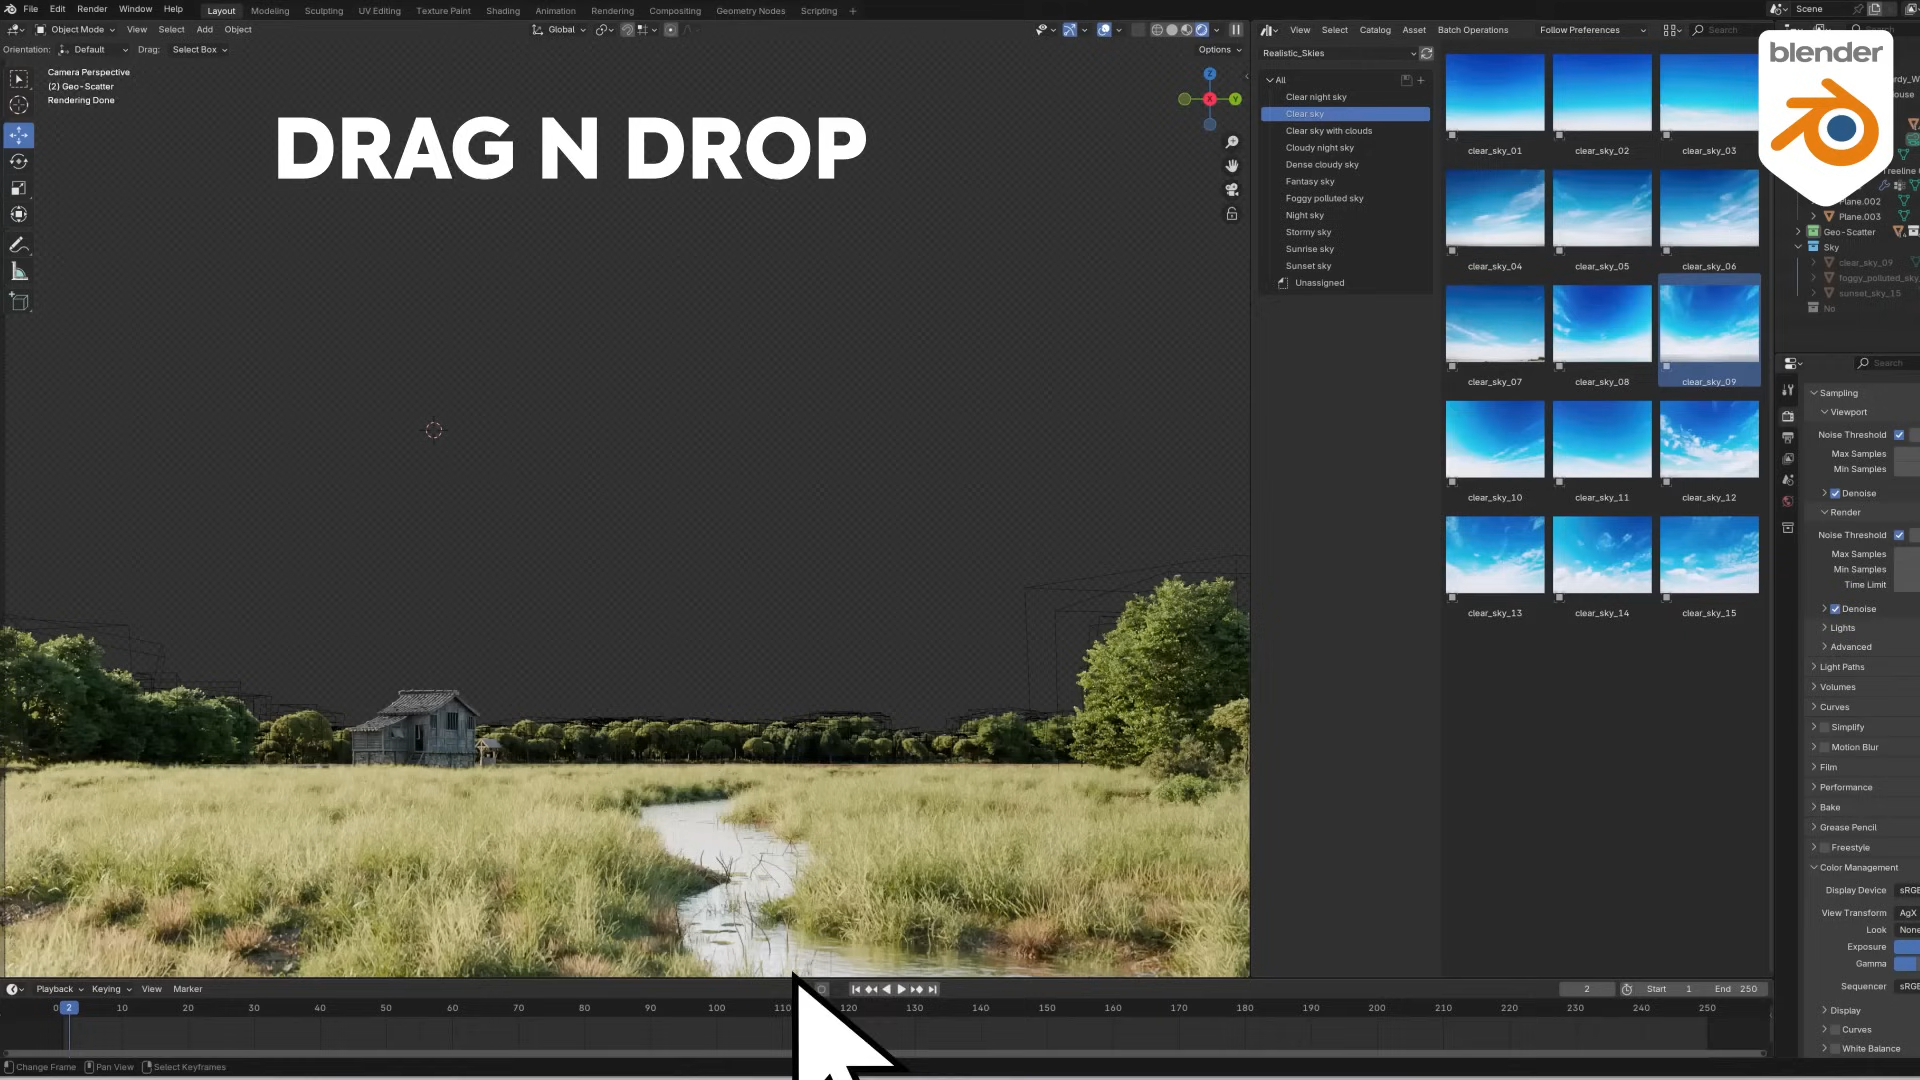 File Edit Render Window Help
Layout Modeling Sculpting UV Editing Texture Paint Shading Animation Rendering Compositing Geometry Nodes Scripting +
Scene
Object Mode View Select Add Object
Global
View Select Catalog Asset Batch Operations Follow Preferences Search
Orientation: Default Drag: Select Box
Options
Realistic_Skies
Camera Perspective
(2) Geo-Scatter
Rendering Done
DRAG N DROP
Z
X
Y
All
Clear night sky
Clear sky
Clear sky with clouds
Cloudy night sky
Dense cloudy sky
Fantasy sky
Foggy polluted sky
Night sky
Stormy sky
Sunrise sky
Sunset sky
Unassigned
clear_sky_01 clear_sky_02 clear_sky_03
clear_sky_04 clear_sky_05 clear_sky_06
clear_sky_07 clear_sky_08 clear_sky_09
clear_sky_10 clear_sky_11 clear_sky_12
clear_sky_13 clear_sky_14 clear_sky_15
blender
Plane.002
Plane.003
Geo-Scatter
Sky
clear_sky_09
foggy_polluted_sky
sunset_sky_15
No
Search
Sampling
Viewport
Noise Threshold
Max Samples
Min Samples
Denoise
Render
Noise Threshold
Max Samples
Min Samples
Time Limit
Denoise
Lights
Advanced
Light Paths
Volumes
Curves
Simplify
Motion Blur
Film
Performance
Bake
Grease Pencil
Freestyle
Color Management
Display Device sRGB
View Transform AgX
Look None
Exposure
Gamma
Sequencer sRGB
Display
Curves
White Balance
Playback Keying View Marker
2 Start 1 End 250
0 2 10 20 30 40 50 60 70 80 90 100 110 120 130 140 150 160 170 180 190 200 210 220 230 240 250
Change Frame Pan View Select Keyframes